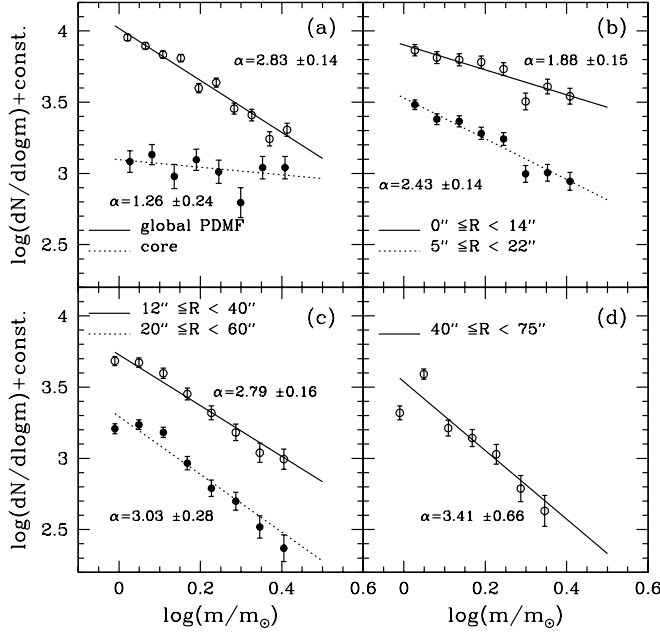 (a)
4
α=2.83 ±0.14
3.5
3
α=1.26 ±0.24
global PDMF
core
2.5
log(dN/dlogm)+const.
(b)
α=1.88 ±0.15
α=2.43 ±0.14
0″ ≦R < 14″
5″ ≦R < 22″
12″ ≦R < 40″
20″ ≦R < 60″
(c)
4
3.5
α=2.79 ±0.16
3
α=3.03 ±0.28
2.5
log(dN/dlogm)+const.
0 0.2 0.4 0.6
log(m/m⊙)
40″ ≦R < 75″
(d)
α=3.41 ±0.66
0 0.2 0.4 0.6
log(m/m⊙)